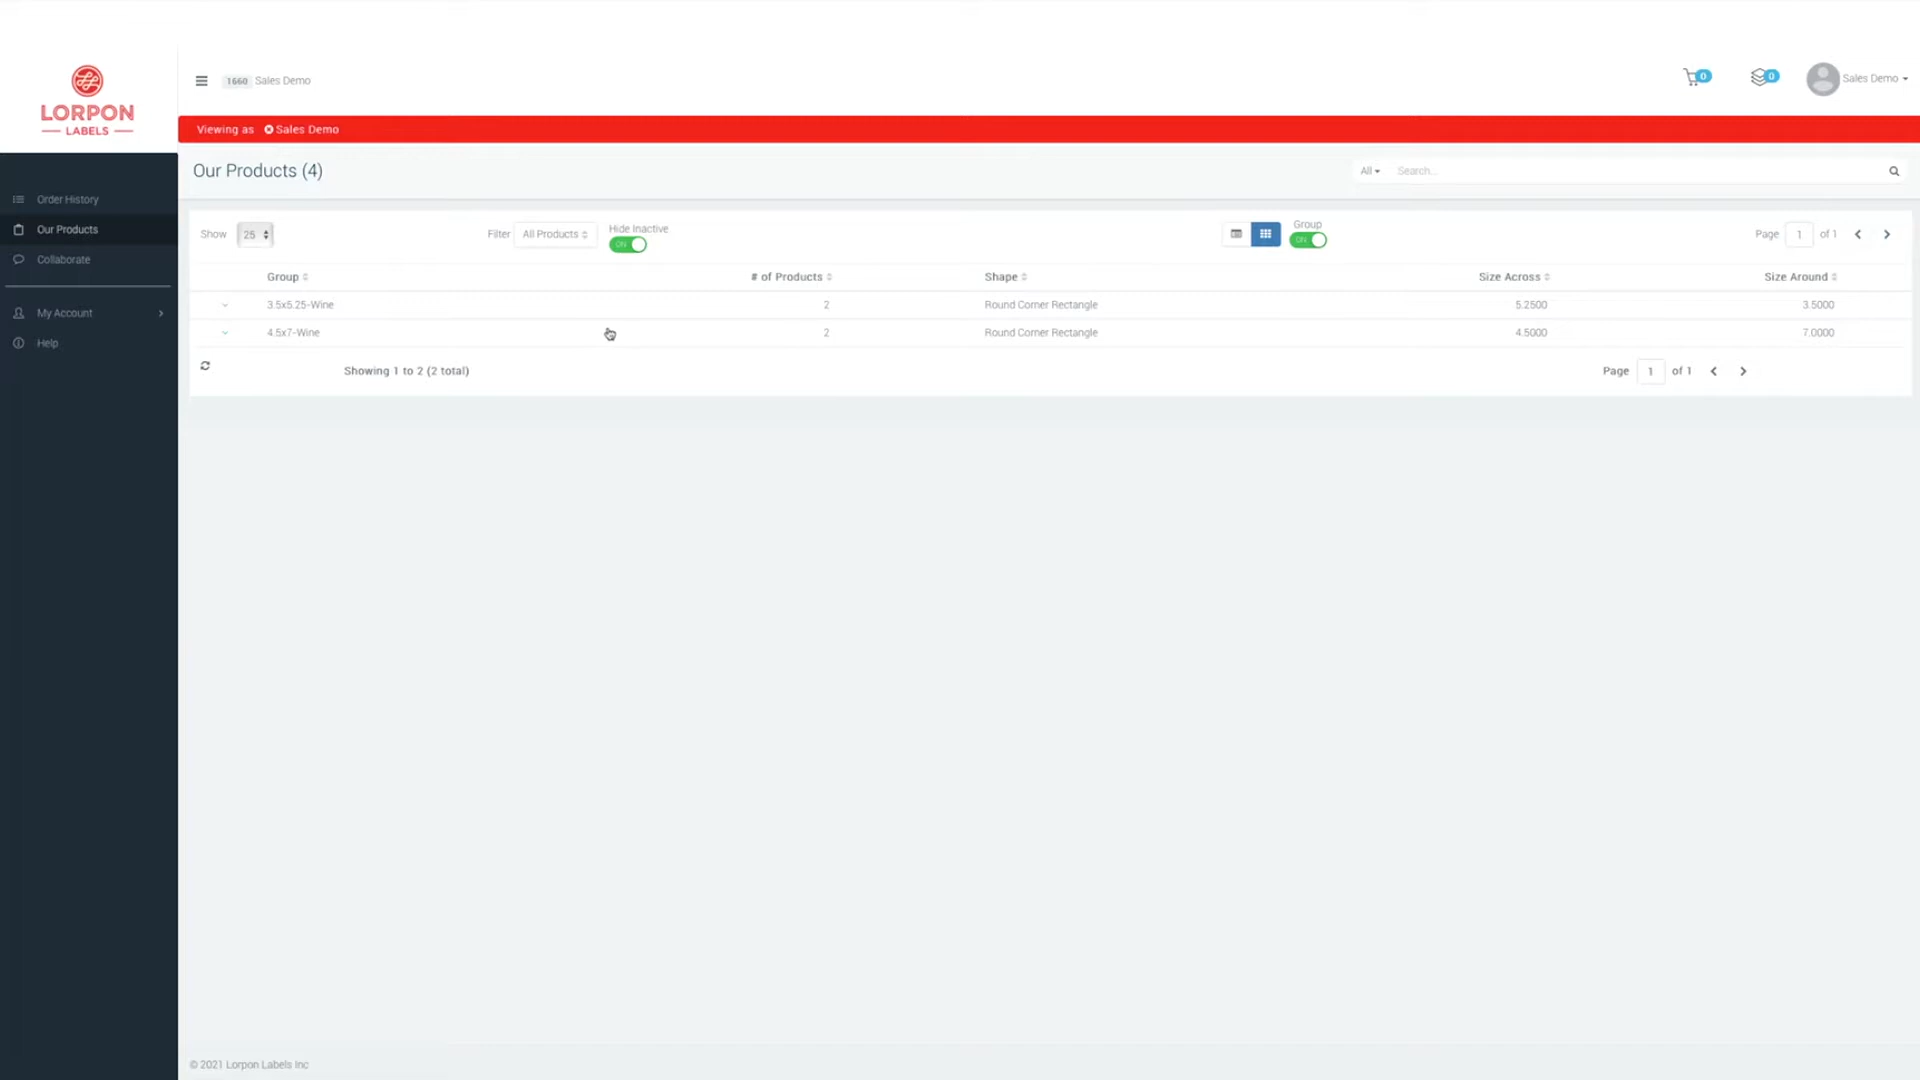 LORPON
LABELS
1660 Sales Demo
0
0
Sales Demo
Viewing as Sales Demo
Order History
Our Products
Collaborate
My Account
Help
Our Products (4)
All
Search...
Show 25
Filter All Products
Hide Inactive
ON
Group
ON
Page 1 of 1
Group # of Products Shape Size Across Size Around
3.5x5.25-Wine 2 Round Corner Rectangle 5.2500 3.5000
4.5x7-Wine 2 Round Corner Rectangle 4.5000 7.0000
Showing 1 to 2 (2 total)
Page 1 of 1
© 2021 Lorpon Labels Inc